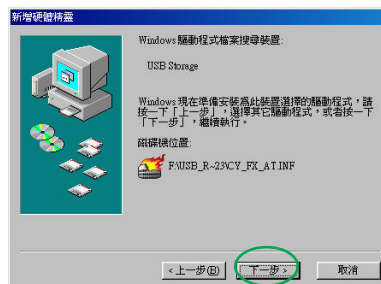 新增硬體精靈
Windows 驅動程式檔案搜尋裝置:
USB Storage
Windows 現在準備安裝為此裝置選擇的驅動程式，請
按一下「上一步」，選擇其它驅動程式，或者按一下
「下一步」，繼續執行。
磁碟機位置:
F:\USB_R~23\CY_FX_AT.INF
<上一步(B)
下一步 >
取消